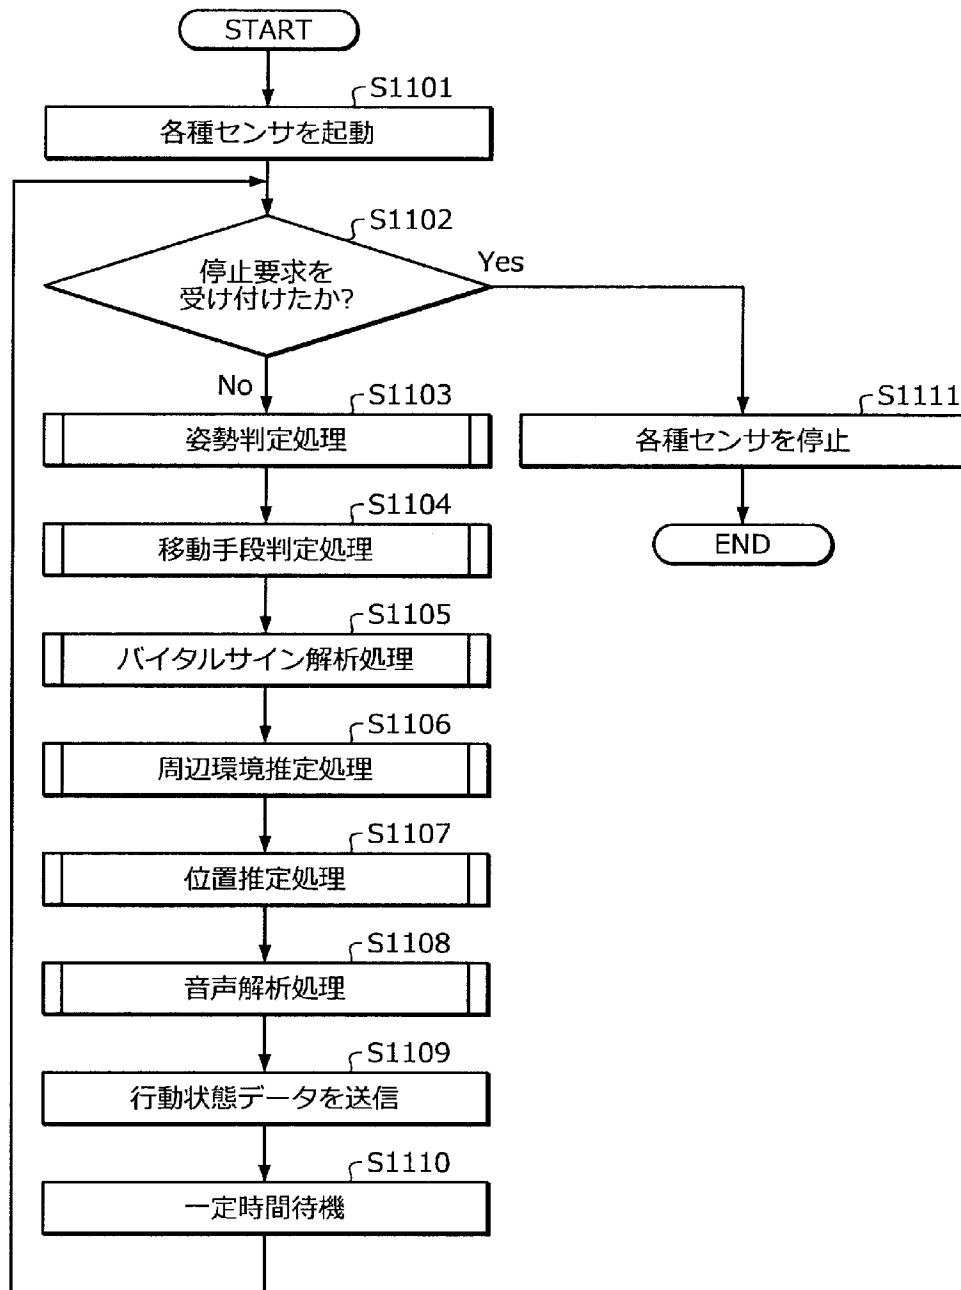 START
S1101
各種センサを起動
S1102
停止要求を
受け付けたか?
Yes
No
S1103
姿勢判定処理
S1111
各種センサを停止
S1104
移動手段判定処理
END
S1105
バイタルサイン解析処理
S1106
周辺環境推定処理
S1107
位置推定処理
S1108
音声解析処理
S1109
行動状態データを送信
S1110
一定時間待機